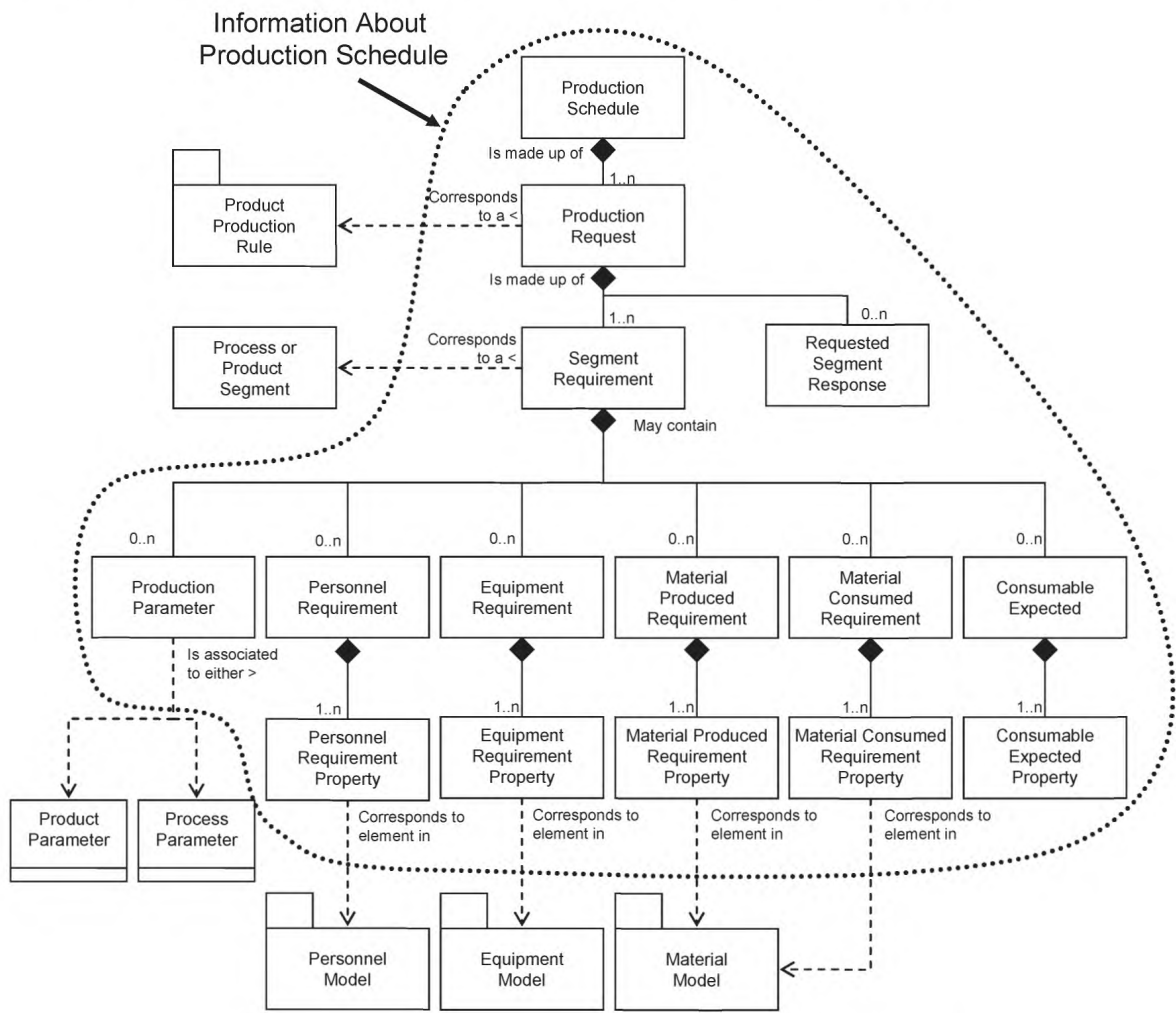 Information About
Production Schedule
Production
Schedule
Is made up of
1..n
Product
Production
Rule
Corresponds
to a <
Production
Request
Is made up of
1..n
0..n
Process or
Product
Segment
Corresponds
to a <
Segment
Requirement
Requested
Segment
Response
May contain
0..n
0..n
0..n
0..n
0..n
0..n
Production
Parameter
Personnel
Requirement
Equipment
Requirement
Material
Produced
Requirement
Material
Consumed
Requirement
Consumable
Expected
Is associated
to either >
1..n
1..n
1..n
1..n
1..n
Personnel
Requirement
Property
Equipment
Requirement
Property
Material Produced
Requirement
Property
Material Consumed
Requirement
Property
Consumable
Expected
Property
Product
Parameter
Process
Parameter
Corresponds to
element in
Corresponds to
element in
Corresponds to
element in
Corresponds to
element in
Personnel
Model
Equipment
Model
Material
Model